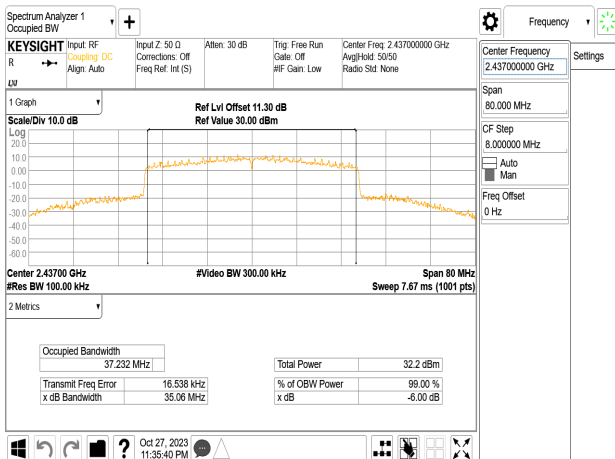 Spectrum Analyzer 1
Occupied BW
Frequency
KEYSIGHT
R
LXI
Input: RF
Coupling: DC
Align: Auto
Input Z: 50 Ω
Corrections: Off
Freq Ref: Int (S)
Atten: 30 dB
Trig: Free Run
Gate: Off
#IF Gain: Low
Center Freq: 2.437000000 GHz
Avg|Hold: 50/50
Radio Std: None
Center Frequency
2.437000000 GHz
Settings
Span
80.000 MHz
CF Step
8.000000 MHz
Auto
Man
Freq Offset
0 Hz
1 Graph
Scale/Div 10.0 dB
Ref Lvl Offset 11.30 dB
Ref Value 30.00 dBm
Log
20.0
10.0
0.00
-10.0
-20.0
-30.0
-40.0
-50.0
-60.0
Center 2.43700 GHz
#Video BW 300.00 kHz
Span 80 MHz
#Res BW 100.00 kHz
Sweep 7.67 ms (1001 pts)
2 Metrics
Occupied Bandwidth
37.232 MHz
Total Power 32.2 dBm
Transmit Freq Error 16.538 kHz
% of OBW Power 99.00 %
x dB Bandwidth 35.06 MHz
x dB -6.00 dB
?
Oct 27, 2023
11:35:40 PM